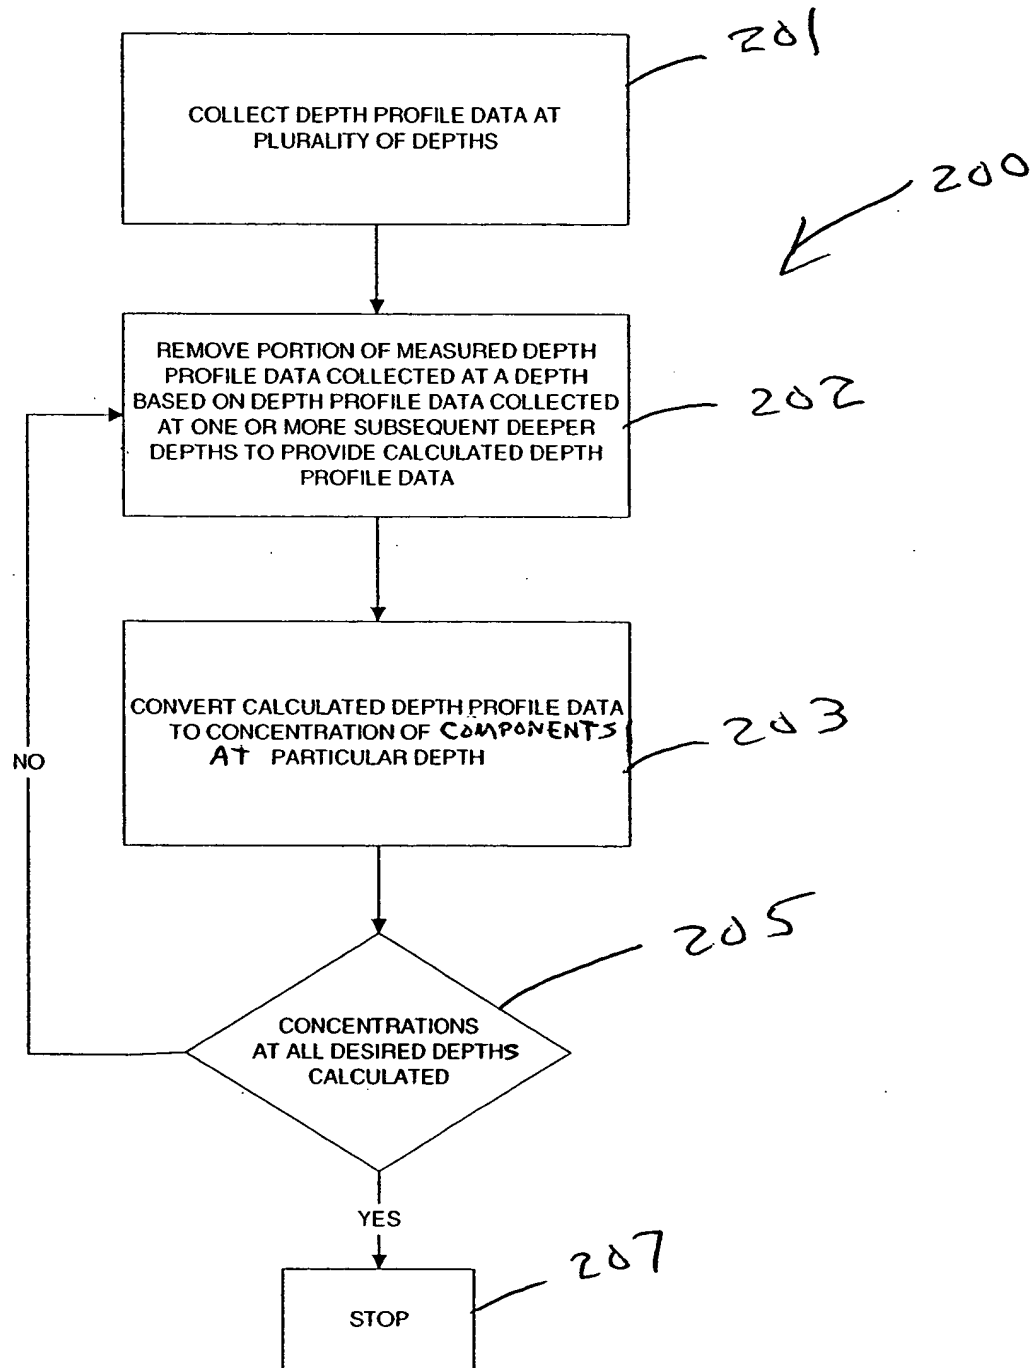 201
COLLECT DEPTH PROFILE DATA AT
PLURALITY OF DEPTHS
200
REMOVE PORTION OF MEASURED DEPTH
PROFILE DATA COLLECTED AT A DEPTH
BASED ON DEPTH PROFILE DATA COLLECTED
AT ONE OR MORE SUBSEQUENT DEEPER
DEPTHS TO PROVIDE CALCULATED DEPTH
PROFILE DATA
202
CONVERT CALCULATED DEPTH PROFILE DATA
TO CONCENTRATION OF COMPONENTS
AT PARTICULAR DEPTH
203
NO
205
CONCENTRATIONS
AT ALL DESIRED DEPTHS
CALCULATED
YES
207
STOP